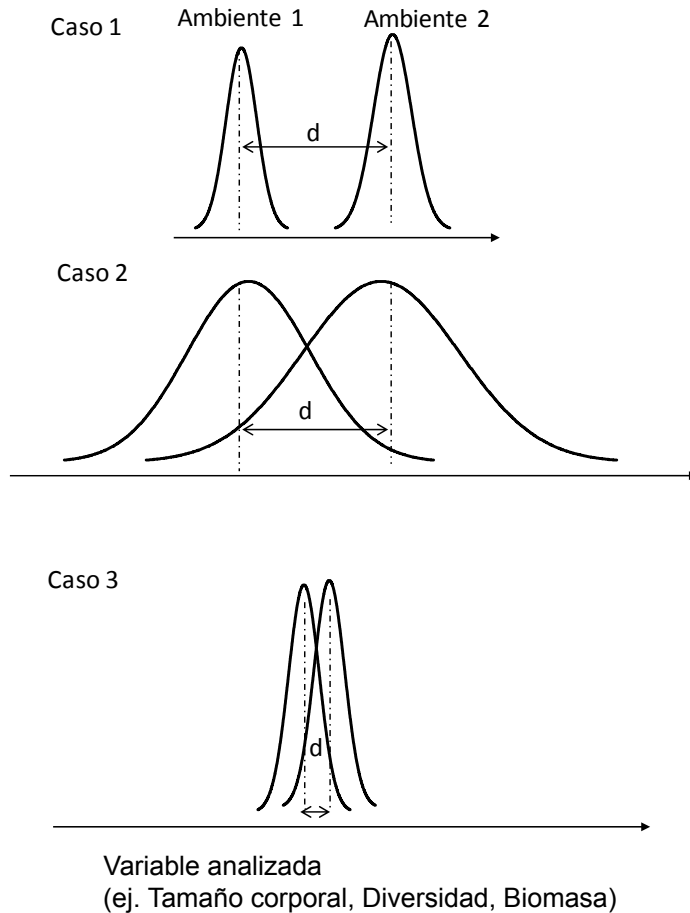 Caso 1
Ambiente 1
Ambiente 2
d
Caso 2
d
Caso 3
d
Variable analizada
(ej. Tamaño corporal, Diversidad, Biomasa)